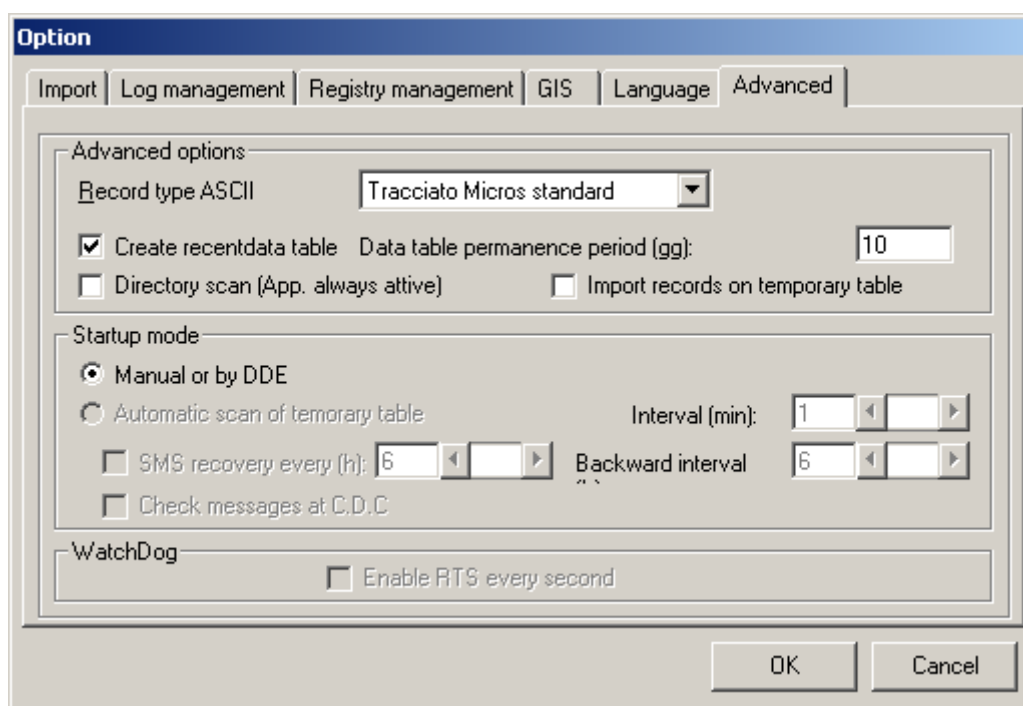 Option
Import Log management Registry management GIS Language Advanced
Advanced options
Record type ASCII Tracciato Micros standard
Create recentdata table Data table permanence period (gg): 10
Directory scan (App. always attive) Import records on temporary table
Startup mode
Manual or by DDE
Automatic scan of temorary table Interval (min): 1
SMS recovery every (h): 6 Backward interval 6
Check messages at C.D.C
WatchDog
Enable RTS every second
OK Cancel